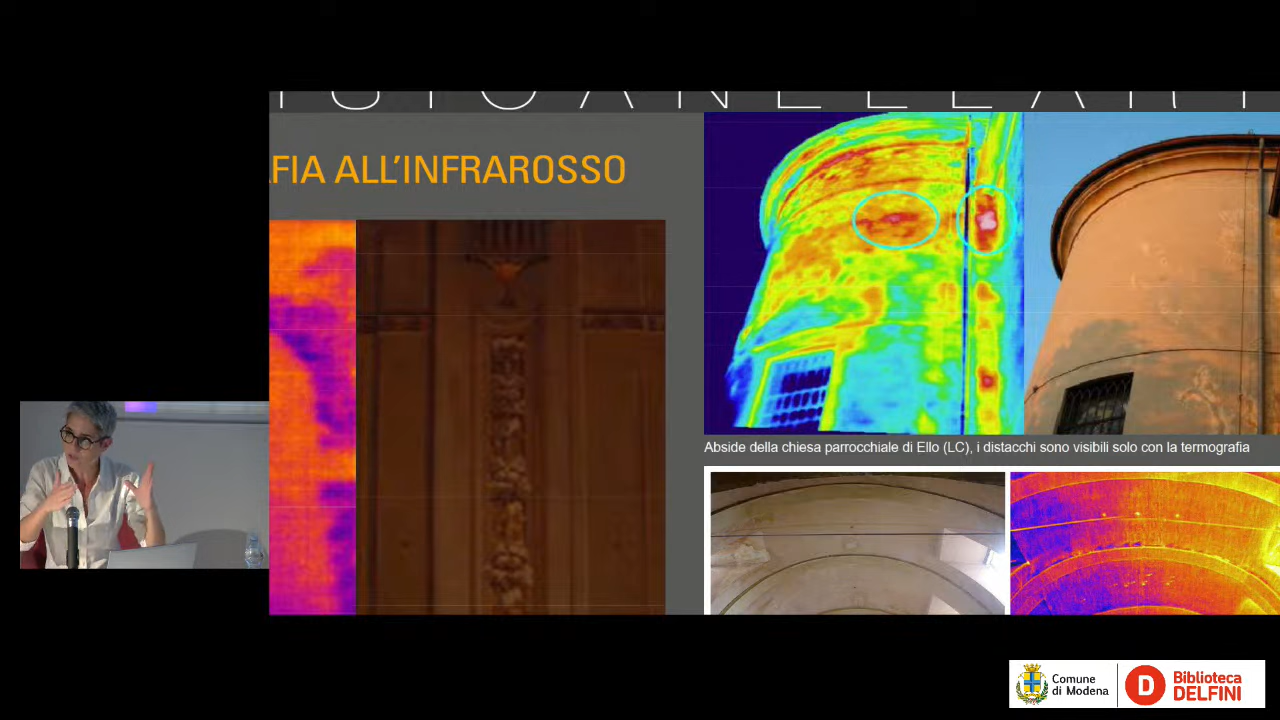 AFIA ALL'INFRAROSSO
Abside della chiesa parrocchiale di Ello (LC), i distacchi sono visibili solo con la termografia
Comune
di Modena
D
Biblioteca
DELFINI